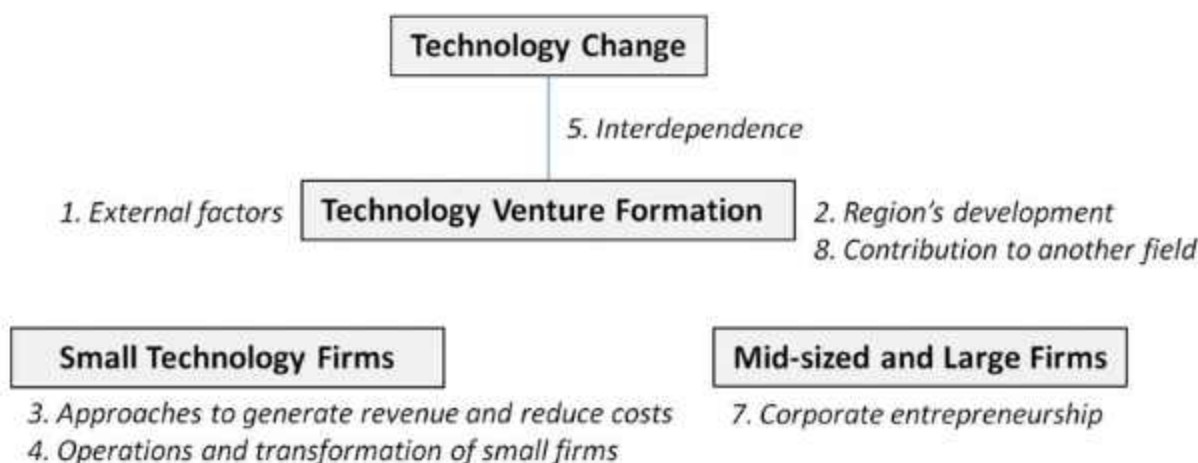 Technology Change
5. Interdependence
1. External factors
Technology Venture Formation
2. Region's development
8. Contribution to another field
Small Technology Firms
3. Approaches to generate revenue and reduce costs
4. Operations and transformation of small firms
Mid-sized and Large Firms
7. Corporate entrepreneurship